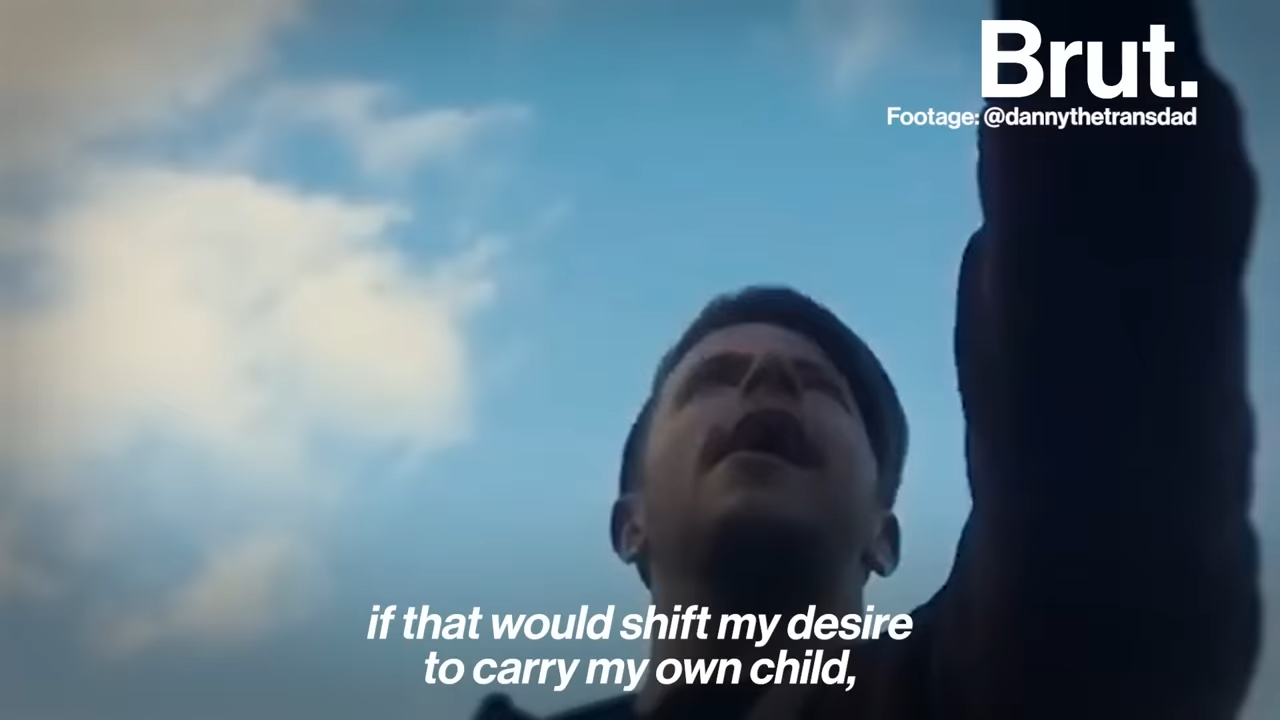 Brut.
Footage: @dannythetransdad
if that would shift my desire
to carry my own child,